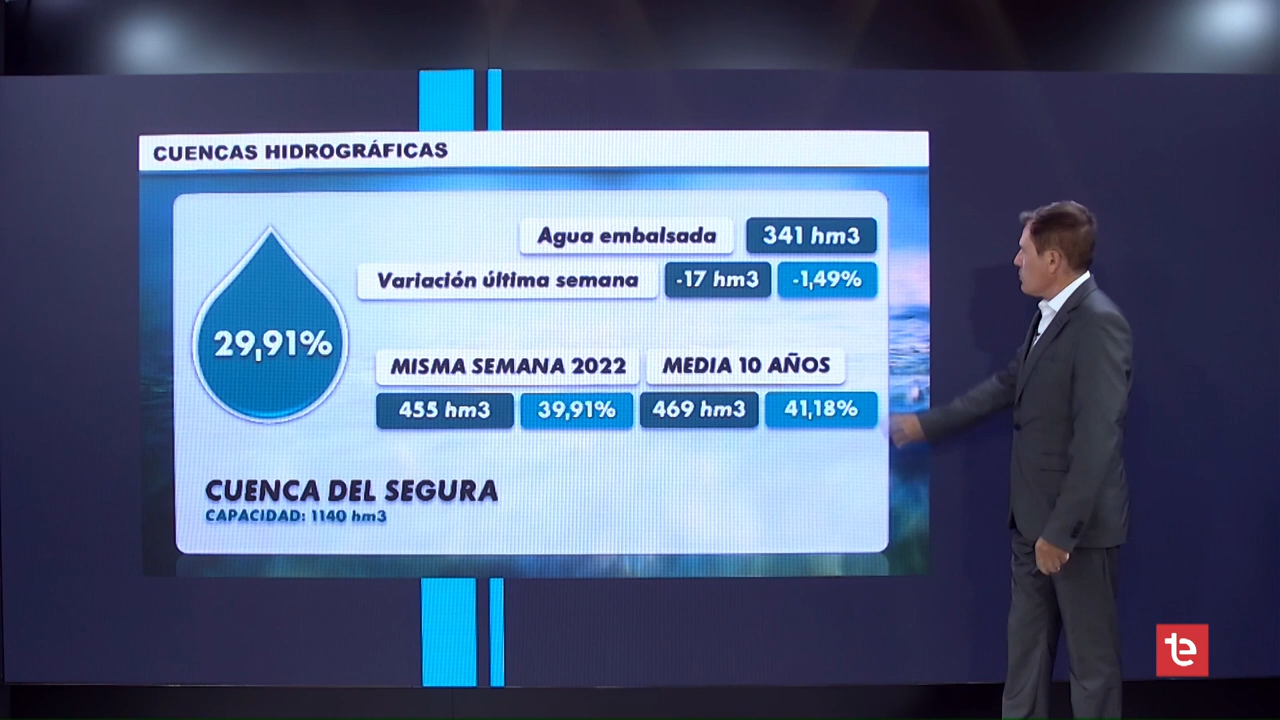 CUENCAS HIDROGRÁFICAS
Agua embalsada 341 hm3
Variación última semana -17 hm3 -1,49%
29,91%
MISMA SEMANA 2022 MEDIA 10 AÑOS
455 hm3 39,91% 469 hm3 41,18%
CUENCA DEL SEGURA
CAPACIDAD: 1140 hm3
te